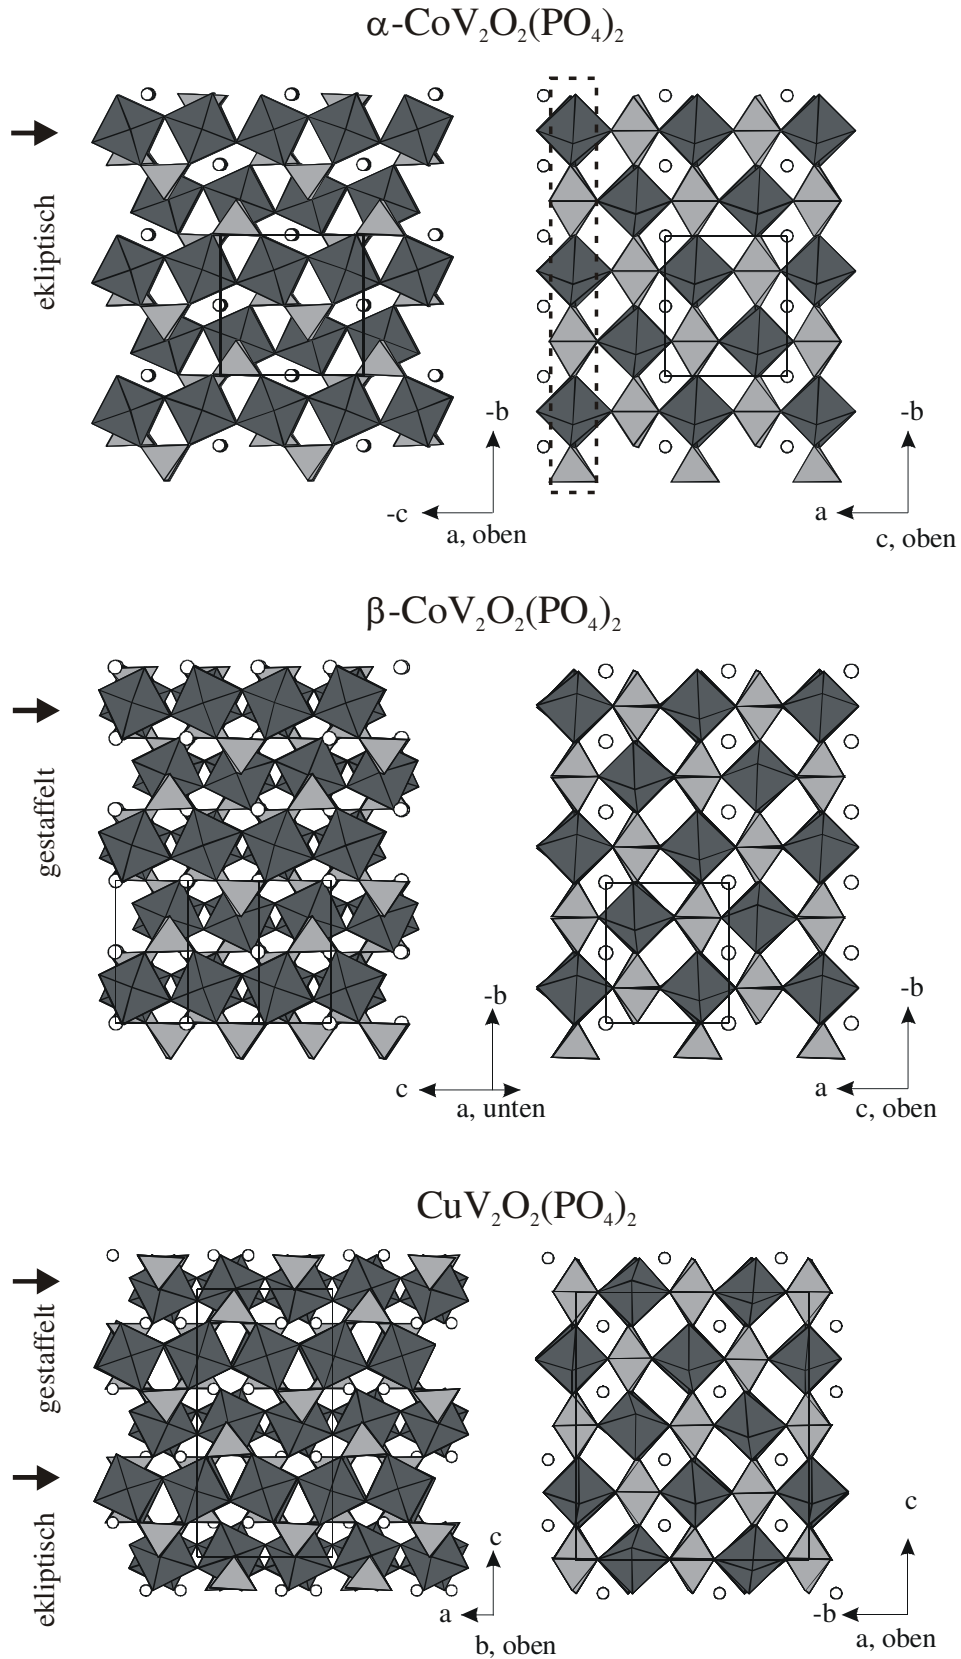 α-CoV₂O₂(PO₄)₂
ekliptisch
-b
-c
a, oben
-b
a
c, oben
β-CoV₂O₂(PO₄)₂
gestaffelt
-b
c
a, unten
-b
a
c, oben
CuV₂O₂(PO₄)₂
gestaffelt
ekliptisch
c
a
b, oben
c
-b
a, oben